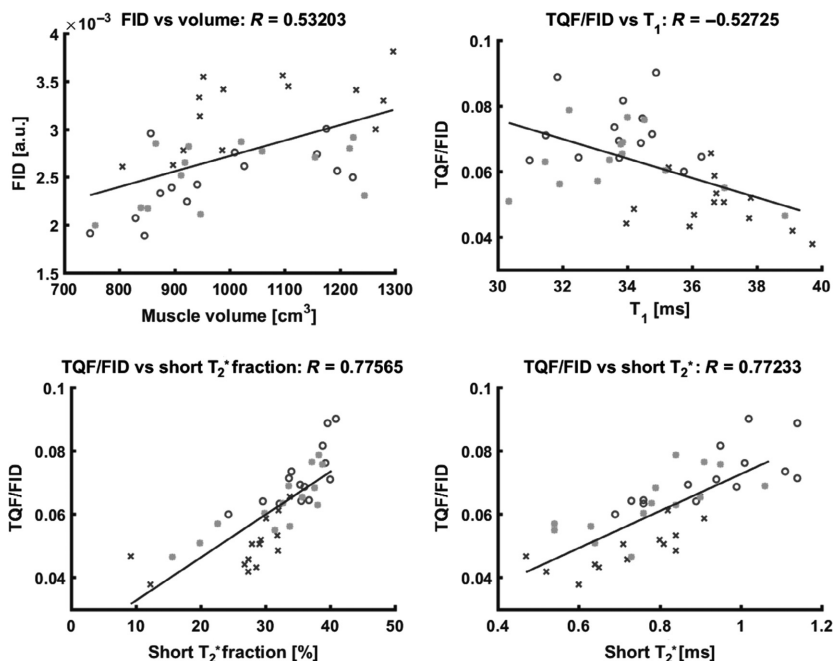 FID vs volume: R = 0.53203
×10⁻³
4
3.5
3
2.5
2
1.5
FID [a.u.]
700 800 900 1000 1100 1200 1300
Muscle volume [cm³]
TQF/FID vs T₁: R = −0.52725
0.1
0.08
0.06
0.04
TQF/FID
30 32 34 36 38 40
T₁ [ms]
TQF/FID vs short T₂* fraction: R = 0.77565
0.1
0.08
0.06
0.04
TQF/FID
0 10 20 30 40 50
Short T₂* fraction [%]
TQF/FID vs short T₂*: R = 0.77233
0.1
0.08
0.06
0.04
TQF/FID
0.4 0.6 0.8 1 1.2
Short T₂* [ms]